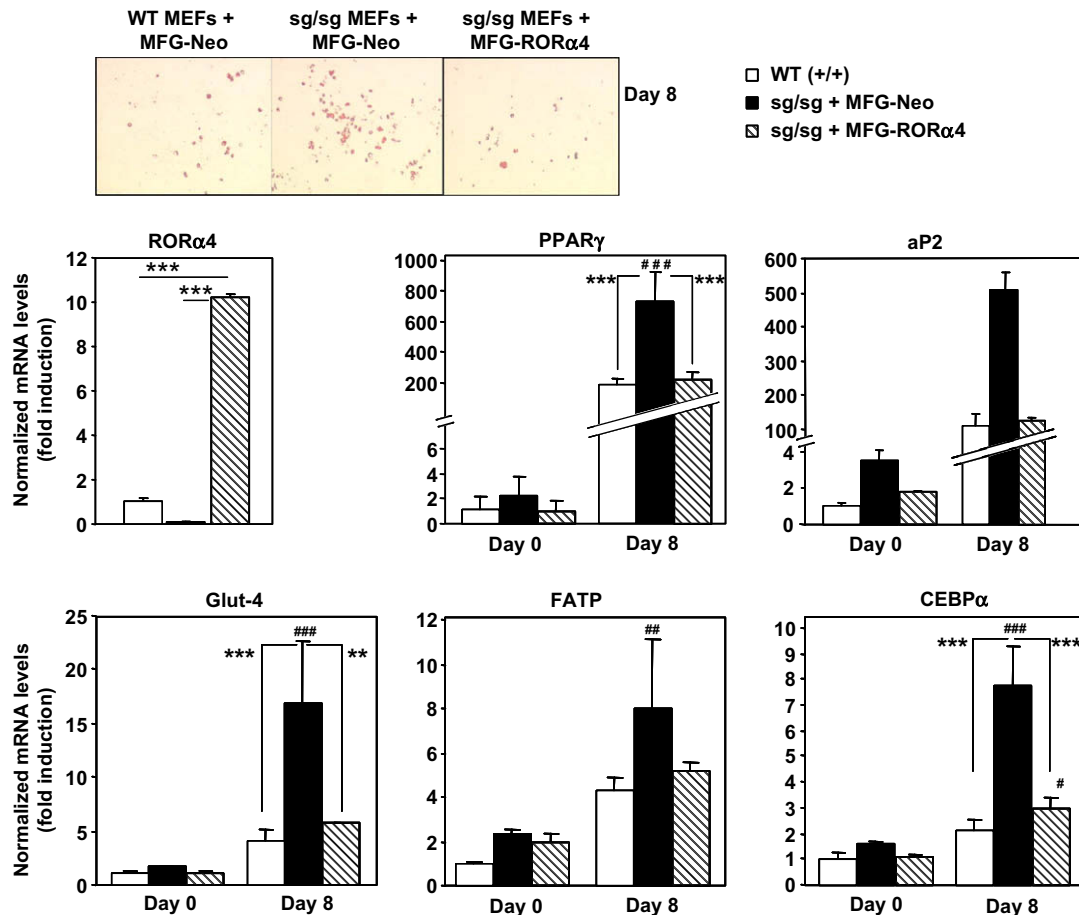 WT MEFs +
MFG-Neo
sg/sg MEFs +
MFG-Neo
sg/sg MEFs +
MFG-RORα4
Day 8
WT (+/+)
sg/sg + MFG-Neo
sg/sg + MFG-RORα4
Normalized mRNA levels
(fold induction)
RORα4
12
10
8
6
4
2
0
***
***
PPARγ
1000
800
600
400
200
6
4
2
0
***
###
***
Day 0
Day 8
aP2
600
500
400
300
200
100
4
2
0
Day 0
Day 8
Normalized mRNA levels
(fold induction)
Glut-4
25
20
15
10
5
0
***
###
**
Day 0
Day 8
FATP
12
10
8
6
4
2
0
##
Day 0
Day 8
CEBPα
10
9
8
7
6
5
4
3
2
1
0
***
###
***
#
Day 0
Day 8